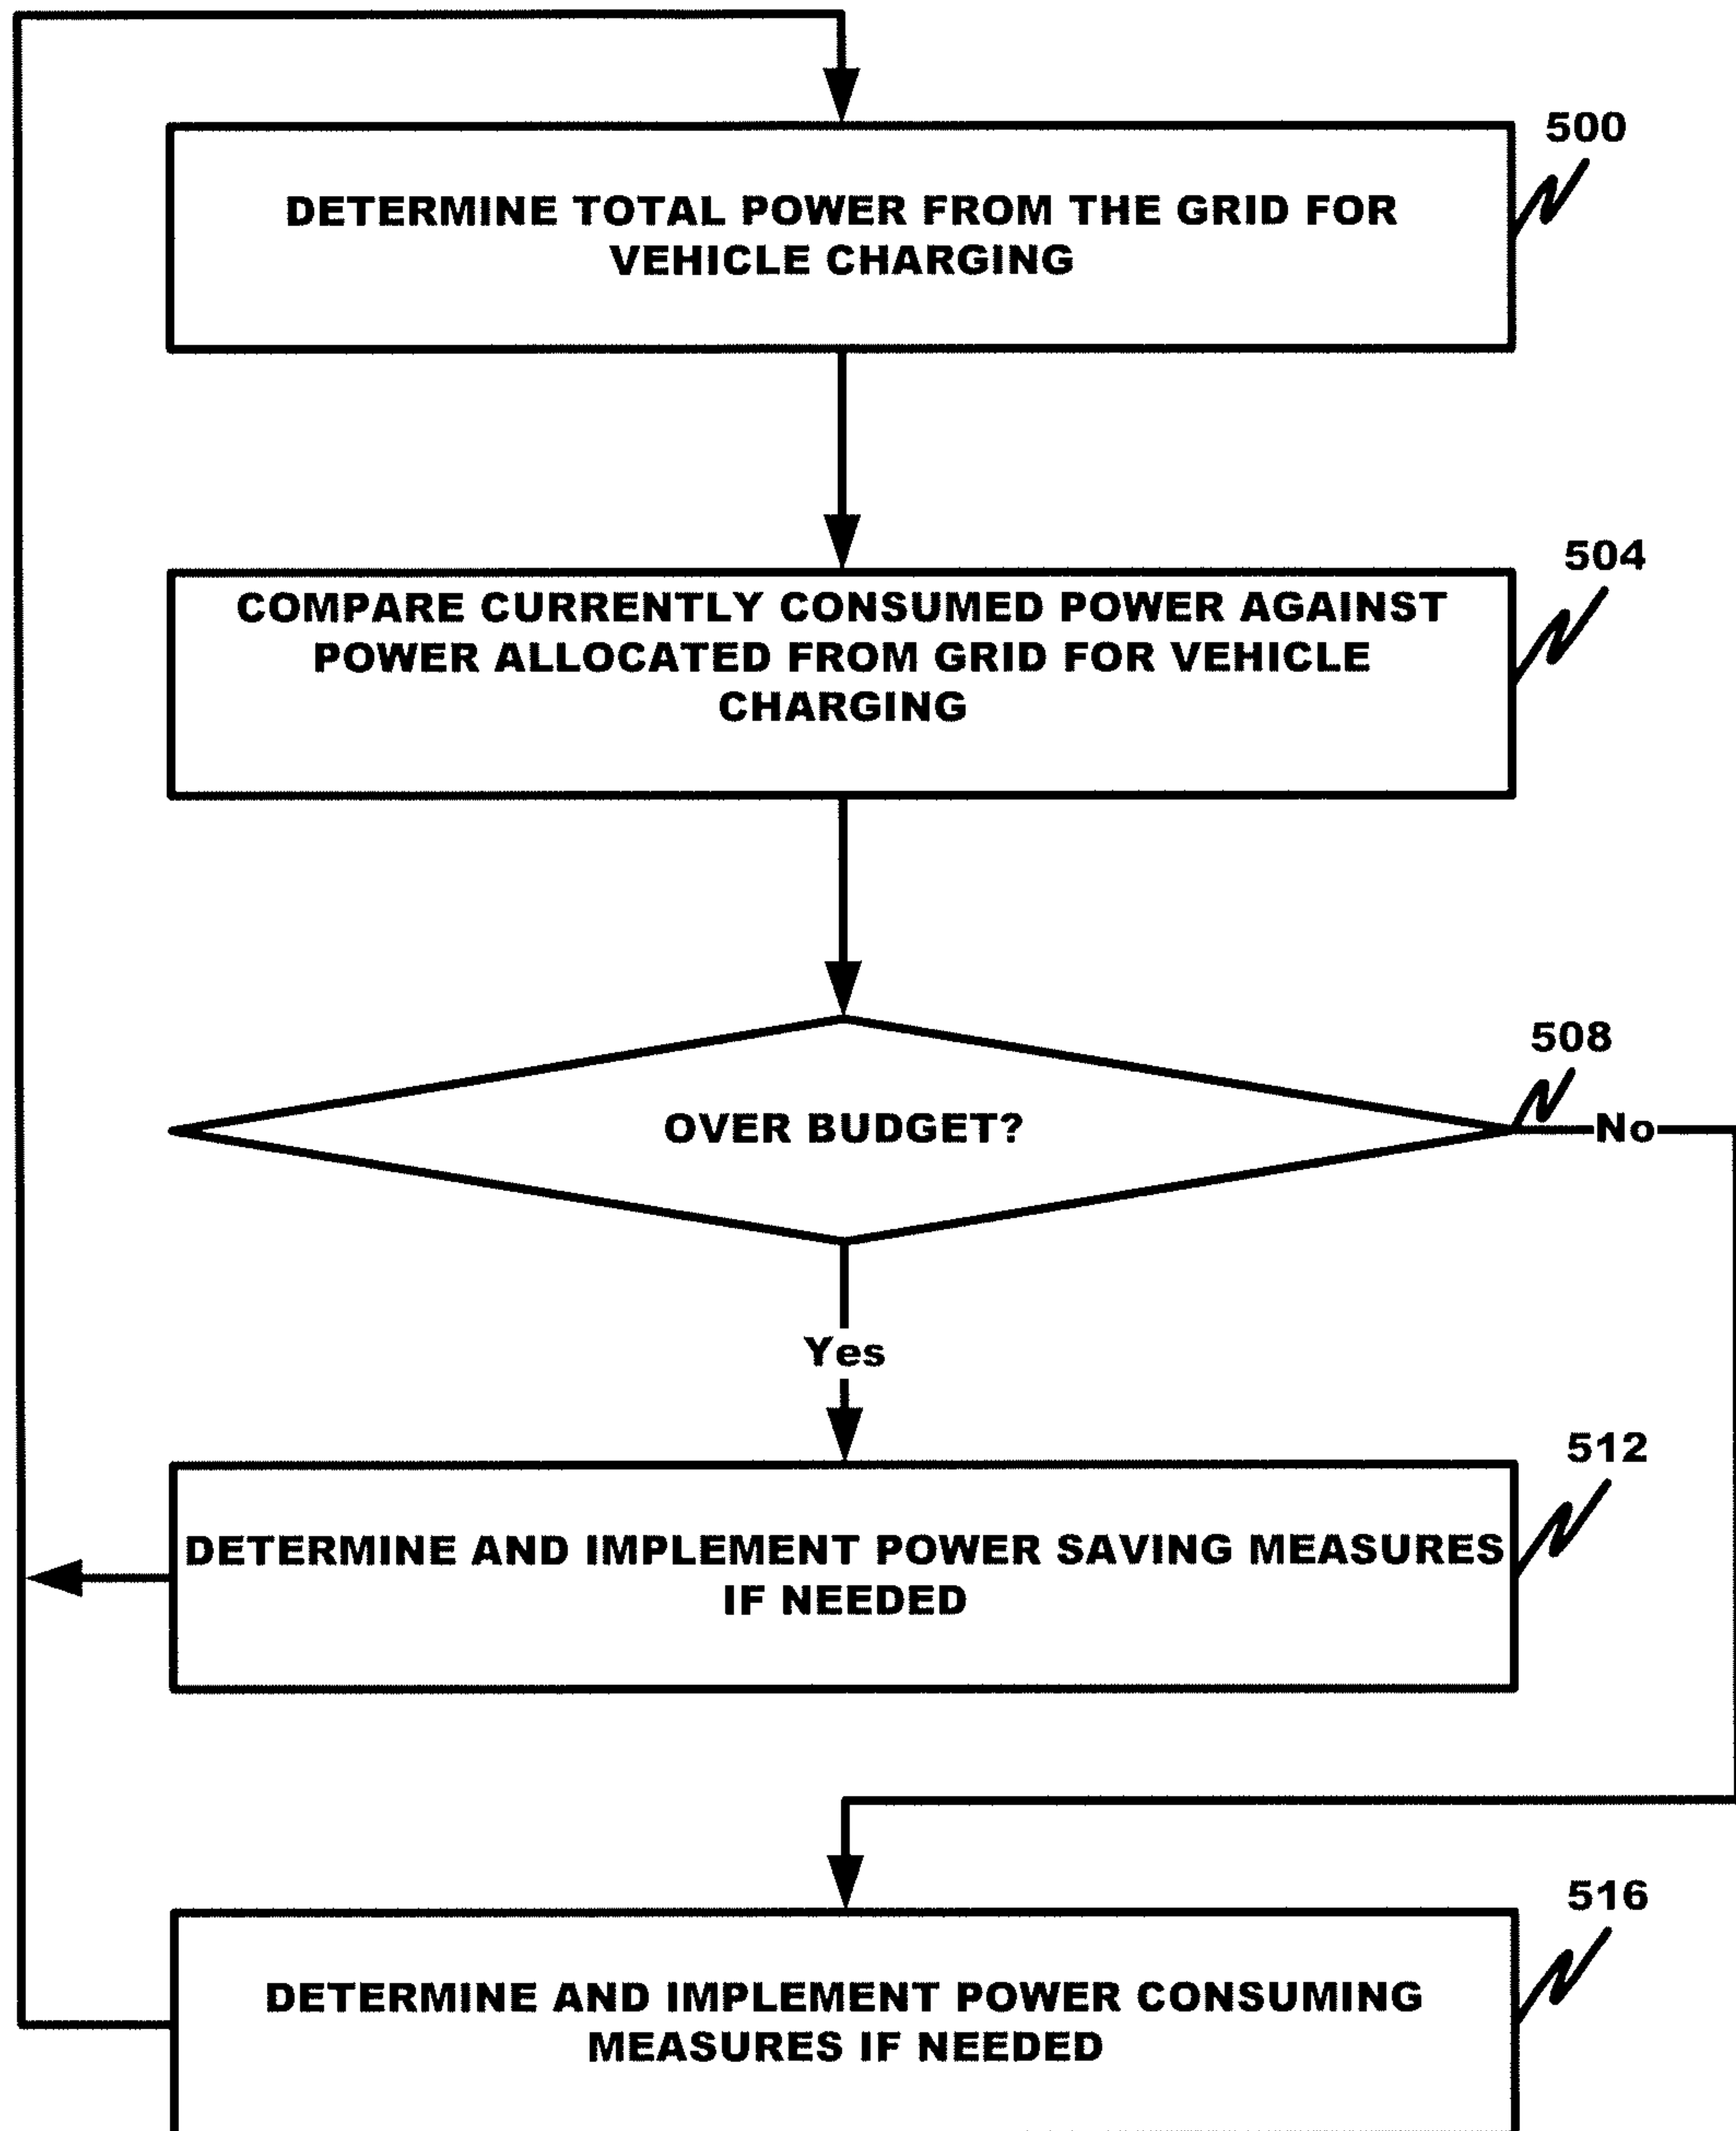 500
DETERMINE TOTAL POWER FROM THE GRID FOR
VEHICLE CHARGING
504
COMPARE CURRENTLY CONSUMED POWER AGAINST
POWER ALLOCATED FROM GRID FOR VEHICLE
CHARGING
508
OVER BUDGET?
No
Yes
512
DETERMINE AND IMPLEMENT POWER SAVING MEASURES
IF NEEDED
516
DETERMINE AND IMPLEMENT POWER CONSUMING
MEASURES IF NEEDED